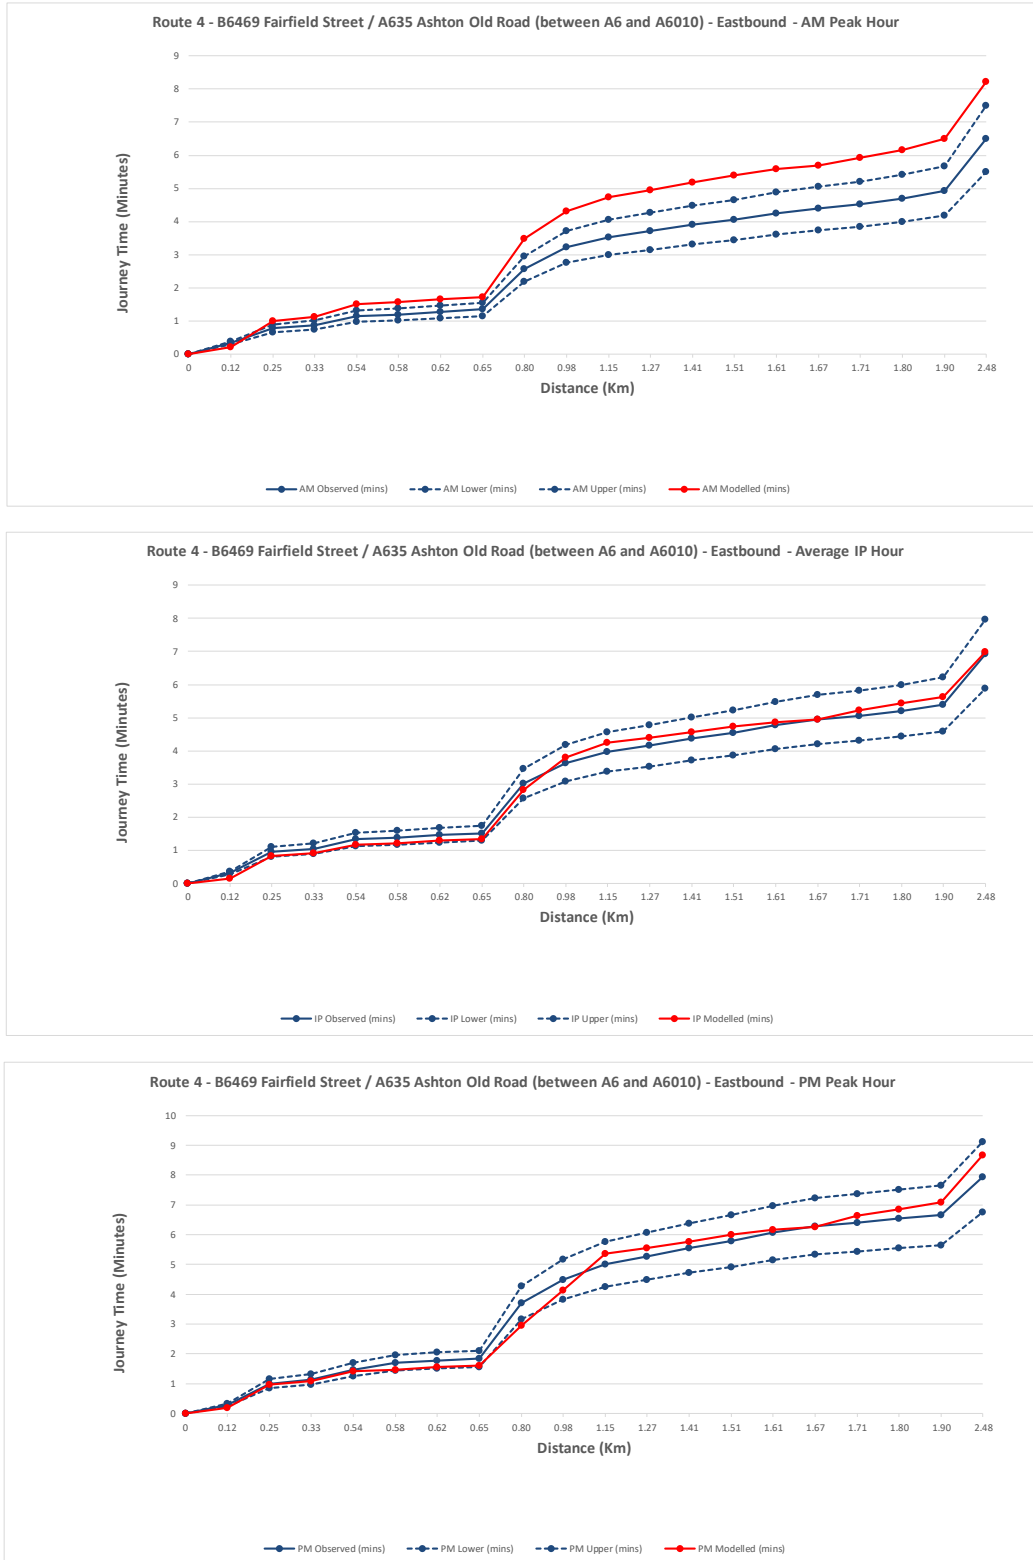 Route 4 - B6469 Fairfield Street / A635 Ashton Old Road (between A6 and A6010) - Eastbound - AM Peak Hour
9
8
7
6
5
4
3
2
1
0
Journey Time (Minutes)
0 0.12 0.25 0.33 0.54 0.58 0.62 0.65 0.80 0.98 1.15 1.27 1.41 1.51 1.61 1.67 1.71 1.80 1.90 2.48
Distance (Km)
AM Observed (mins) AM Lower (mins) AM Upper (mins) AM Modelled (mins)
Route 4 - B6469 Fairfield Street / A635 Ashton Old Road (between A6 and A6010) - Eastbound - Average IP Hour
9
8
7
6
5
4
3
2
1
0
Journey Time (Minutes)
0 0.12 0.25 0.33 0.54 0.58 0.62 0.65 0.80 0.98 1.15 1.27 1.41 1.51 1.61 1.67 1.71 1.80 1.90 2.48
Distance (Km)
IP Observed (mins) IP Lower (mins) IP Upper (mins) IP Modelled (mins)
Route 4 - B6469 Fairfield Street / A635 Ashton Old Road (between A6 and A6010) - Eastbound - PM Peak Hour
10
9
8
7
6
5
4
3
2
1
0
Journey Time (Minutes)
0 0.12 0.25 0.33 0.54 0.58 0.62 0.65 0.80 0.98 1.15 1.27 1.41 1.51 1.61 1.67 1.71 1.80 1.90 2.48
Distance (Km)
PM Observed (mins) PM Lower (mins) PM Upper (mins) PM Modelled (mins)